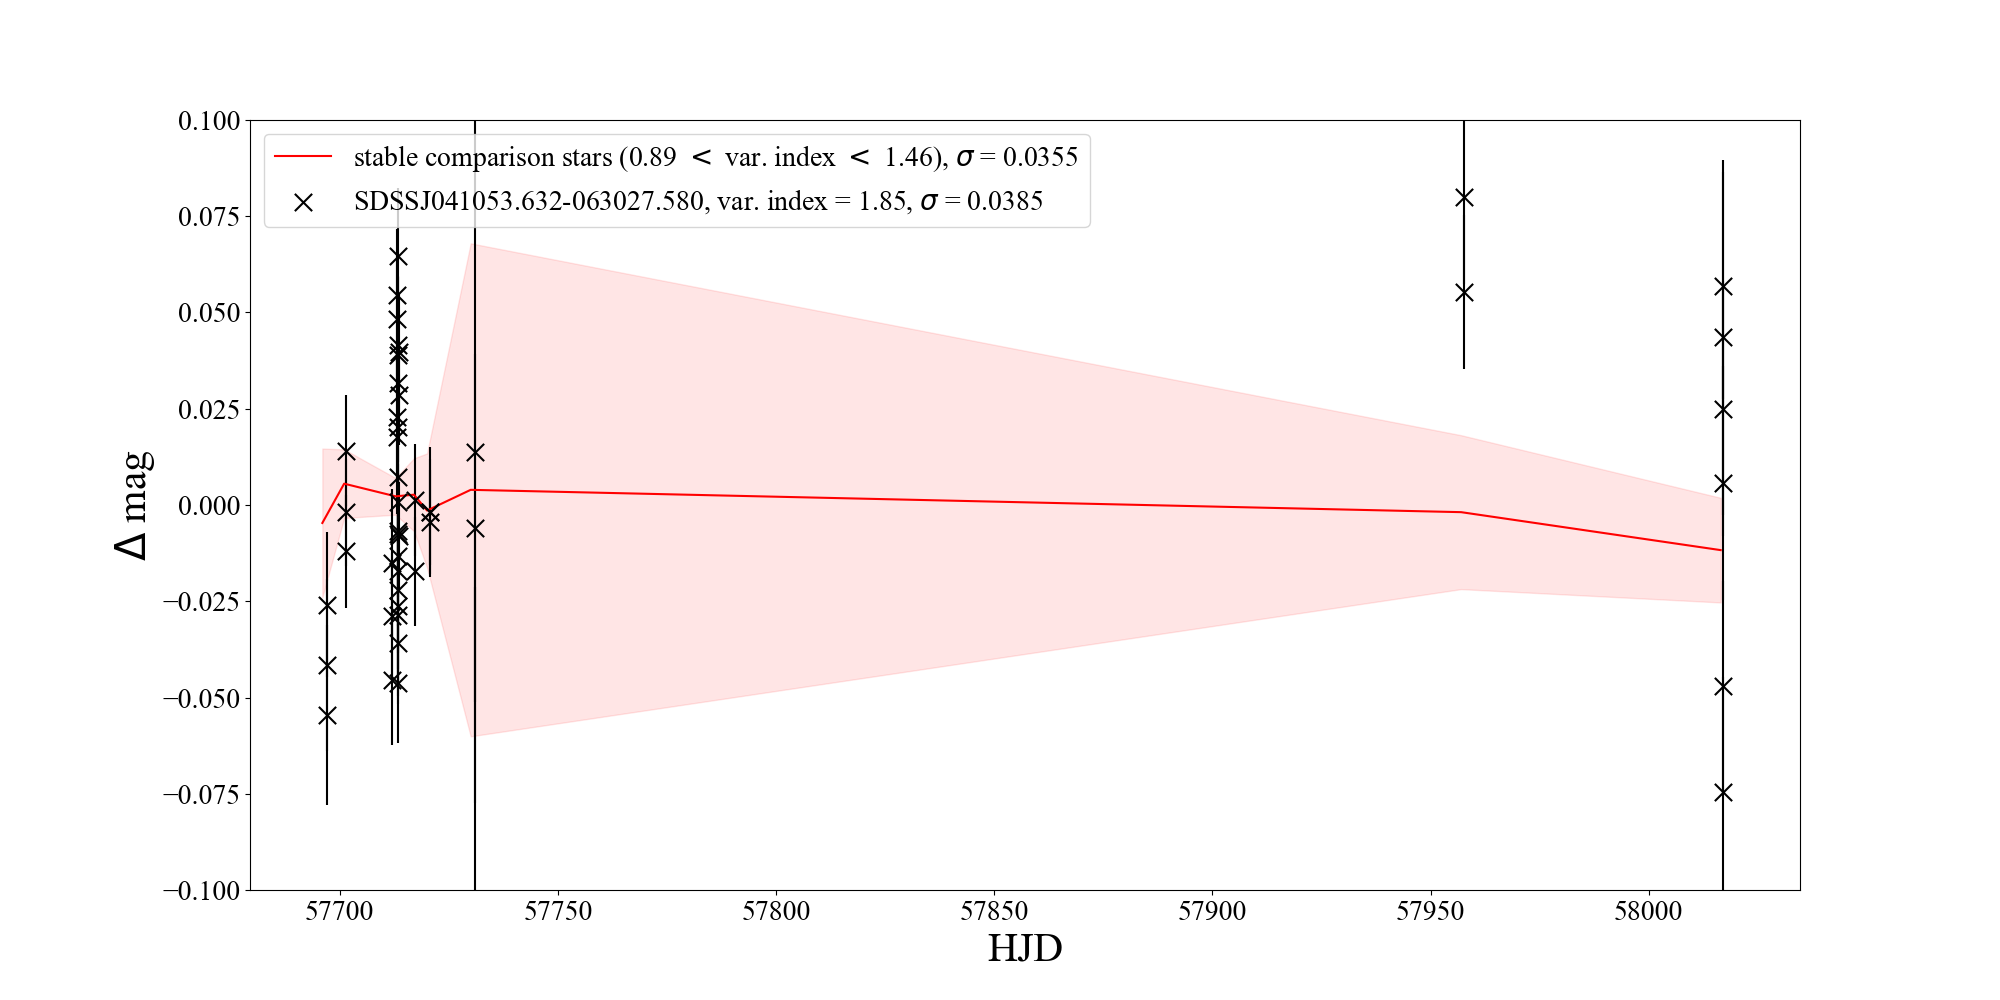 0.100
0.075
0.050
0.025
0.000
−0.025
−0.050
−0.075
−0.100
Δ mag
stable comparison stars (0.89 < var. index < 1.46), σ = 0.0355
SDSSJ041053.632-063027.580, var. index = 1.85, σ = 0.0385
57700 57750 57800 57850 57900 57950 58000
HJD